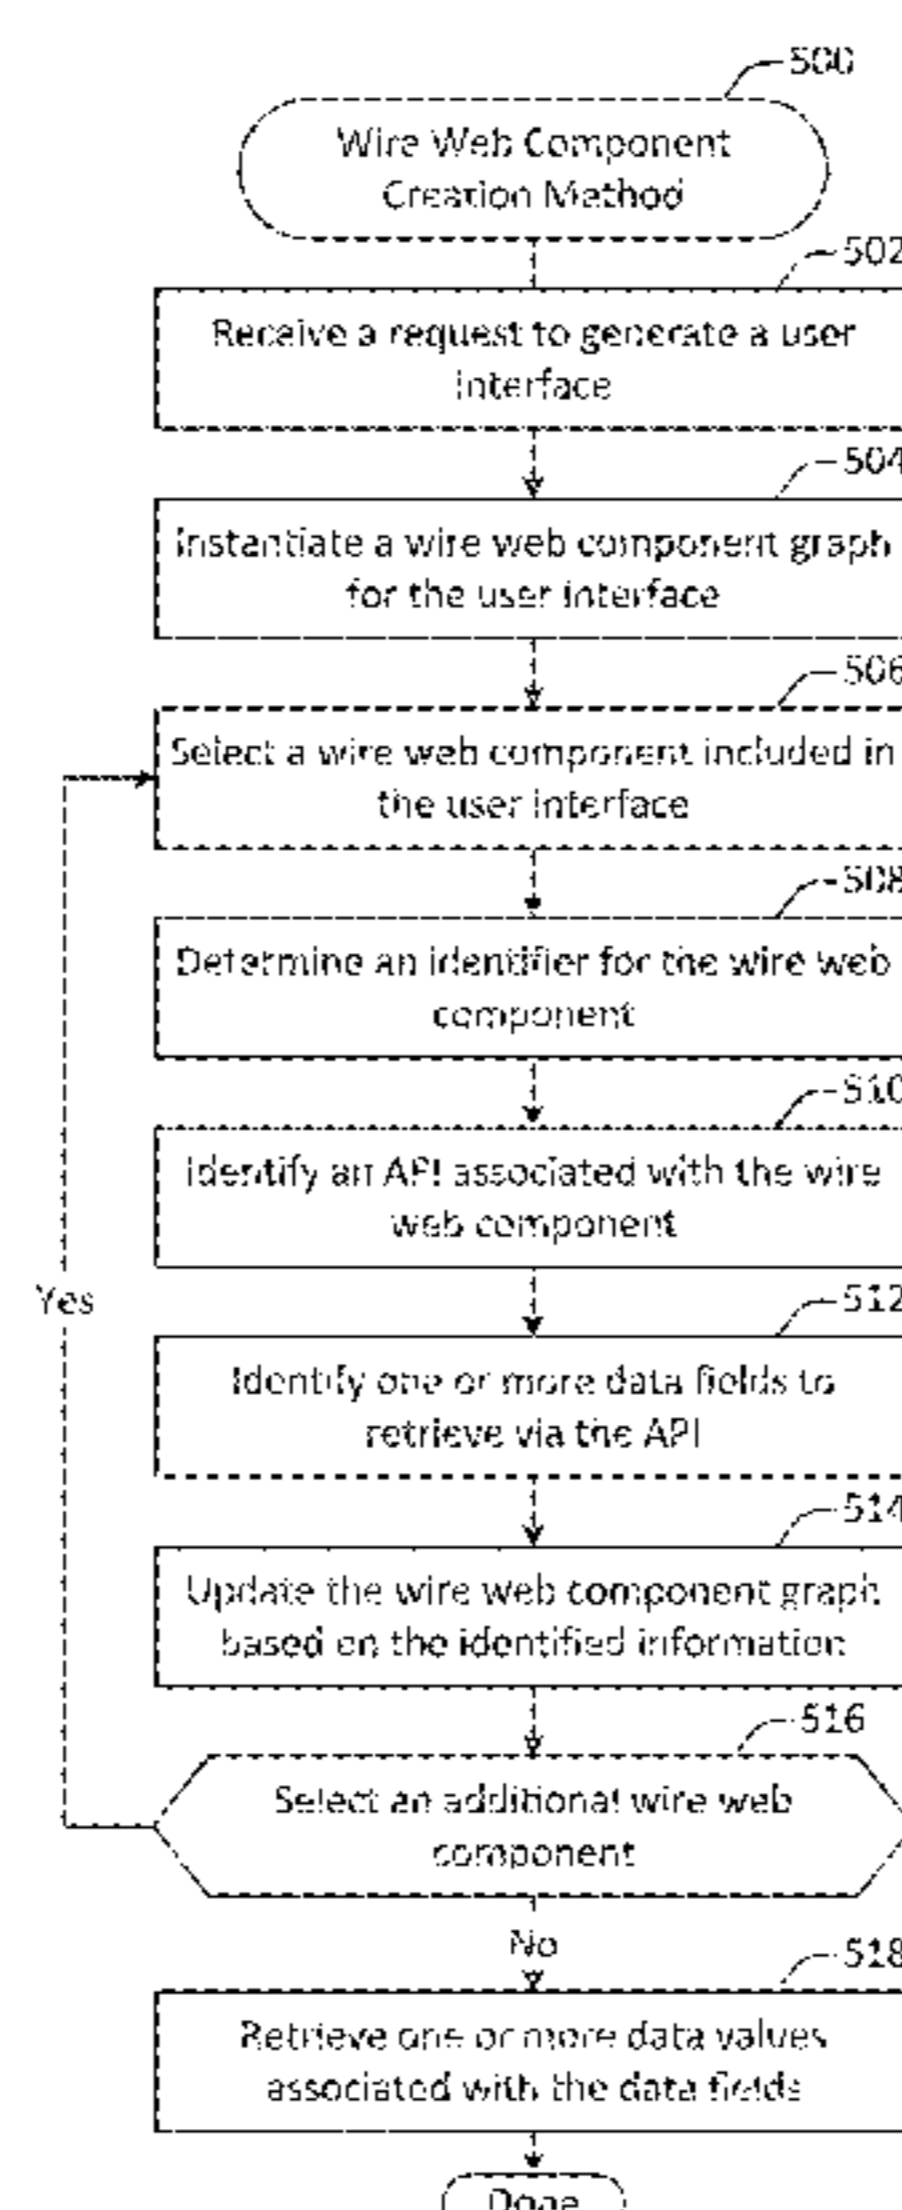 500
Wire Web Component
Creation Method
502
Receive a request to generate a user
interface
504
Instantiate a wire web component graph
for the user interface
506
Select a wire web component included in
the user interface
508
Determine an identifier for the wire web
component
510
Identify an API associated with the wire
web component
Yes
512
Identify one or more data fields to
retrieve via the API
514
Update the wire web component graph
based on the identified information
516
Select an additional wire web
component
No
518
Retrieve one or more data values
associated with the data fields
Done